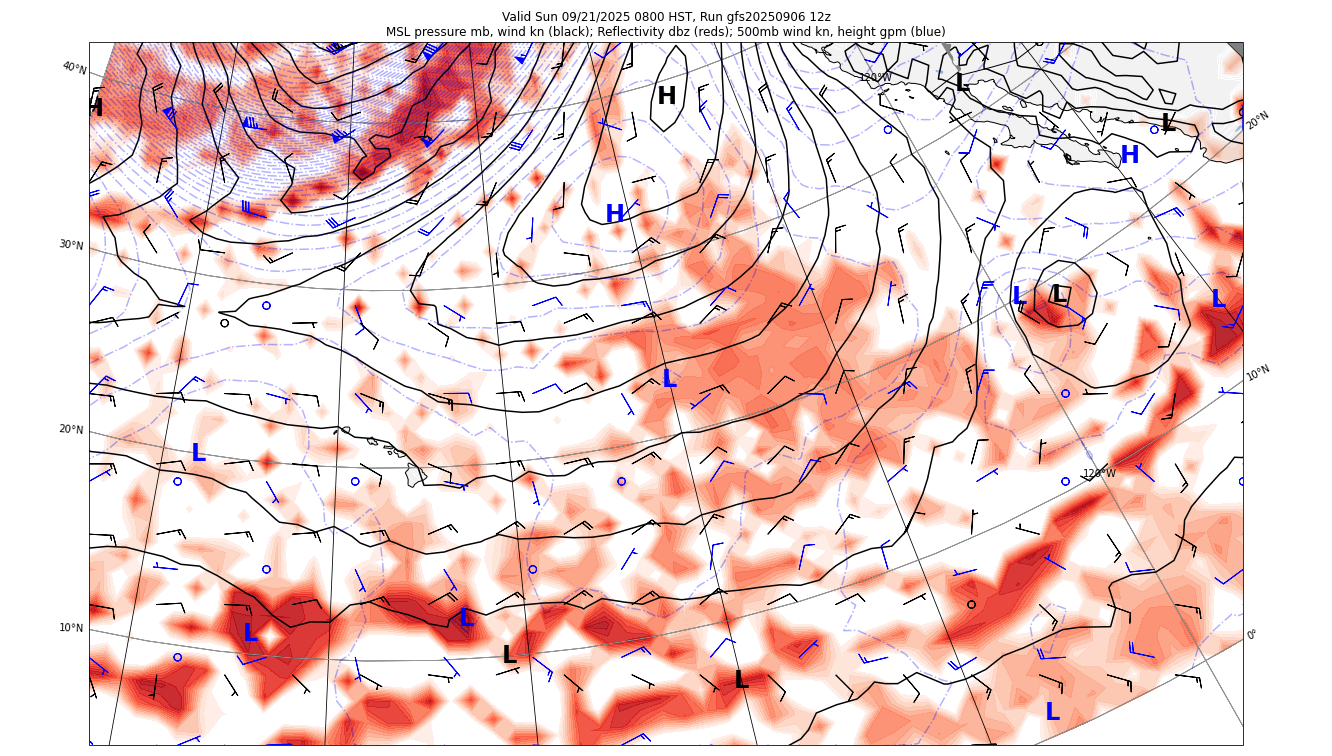 Valid Sun 09/21/2025 0800 HST, Run gfs20250906 12z
MSL pressure mb, wind kn (black); Reflectivity dbz (reds); 500mb wind kn, height gpm (blue)
40°N
120°W
L
H
H
L
20°N
H
H
30°N
L
L
L
10°N
L
20°N
L
120°W
10°N
L
L
0°
L
L
L